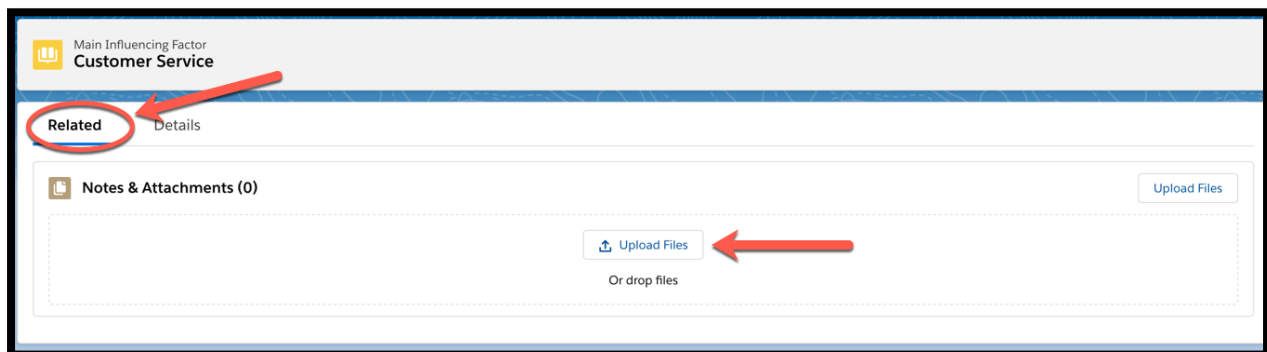 Main Influencing Factor
Customer Service
Related Details
Notes & Attachments (0) Upload Files
Upload Files
Or drop files